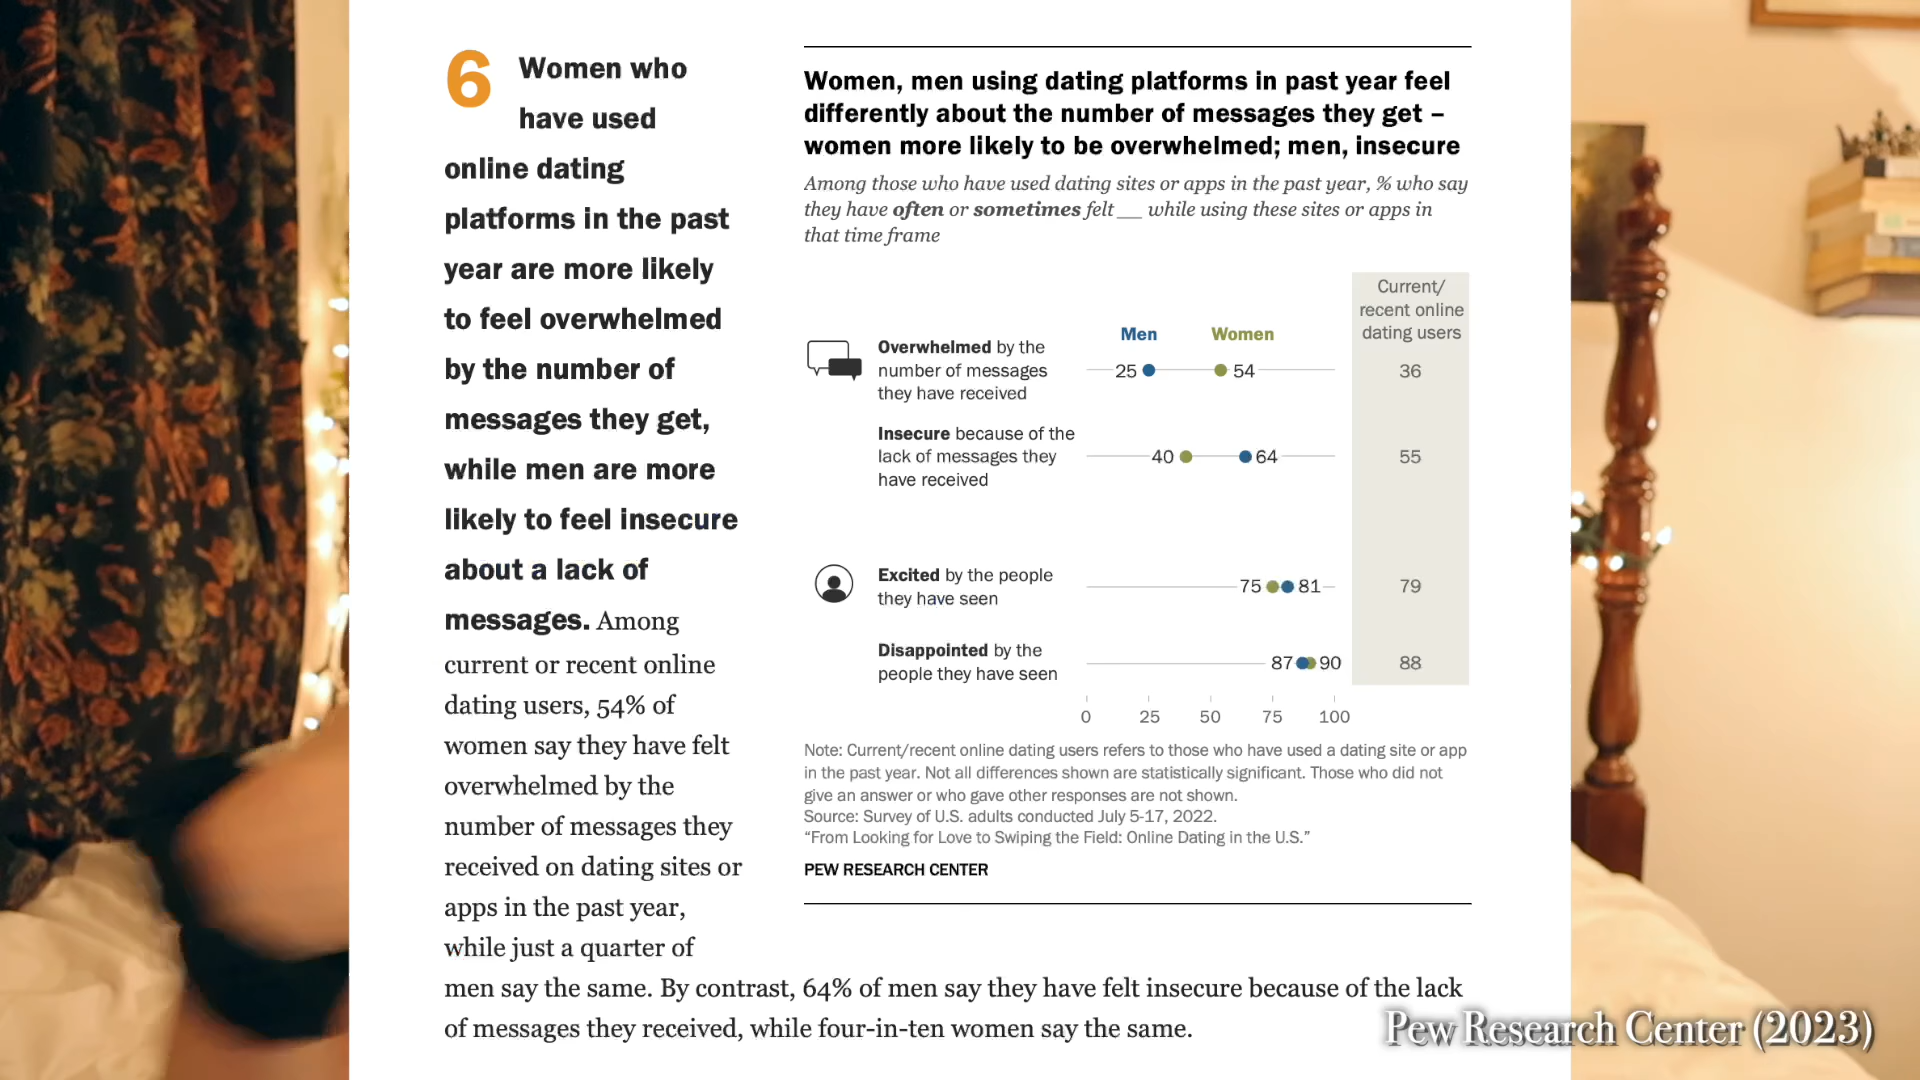 6 Women who
have used
online dating
platforms in the past
year are more likely
to feel overwhelmed
by the number of
messages they get,
while men are more
likely to feel insecure
about a lack of
messages. Among
current or recent online
dating users, 54% of
women say they have felt
overwhelmed by the
number of messages they
received on dating sites or
apps in the past year,
while just a quarter of
men say the same. By contrast, 64% of men say they have felt insecure because of the lack
of messages they received, while four-in-ten women say the same.
Women, men using dating platforms in past year feel
differently about the number of messages they get –
women more likely to be overwhelmed; men, insecure
Among those who have used dating sites or apps in the past year, % who say
they have often or sometimes felt __ while using these sites or apps in
that time frame
Current/
recent online
dating users
Men Women
Overwhelmed by the
number of messages
they have received
25 54 36
Insecure because of the
lack of messages they
have received
40 64 55
Excited by the people
they have seen
75 81 79
Disappointed by the
people they have seen
87 90 88
0 25 50 75 100
Note: Current/recent online dating users refers to those who have used a dating site or app
in the past year. Not all differences shown are statistically significant. Those who did not
give an answer or who gave other responses are not shown.
Source: Survey of U.S. adults conducted July 5-17, 2022.
“From Looking for Love to Swiping the Field: Online Dating in the U.S.”
PEW RESEARCH CENTER
Pew Research Center (2023)